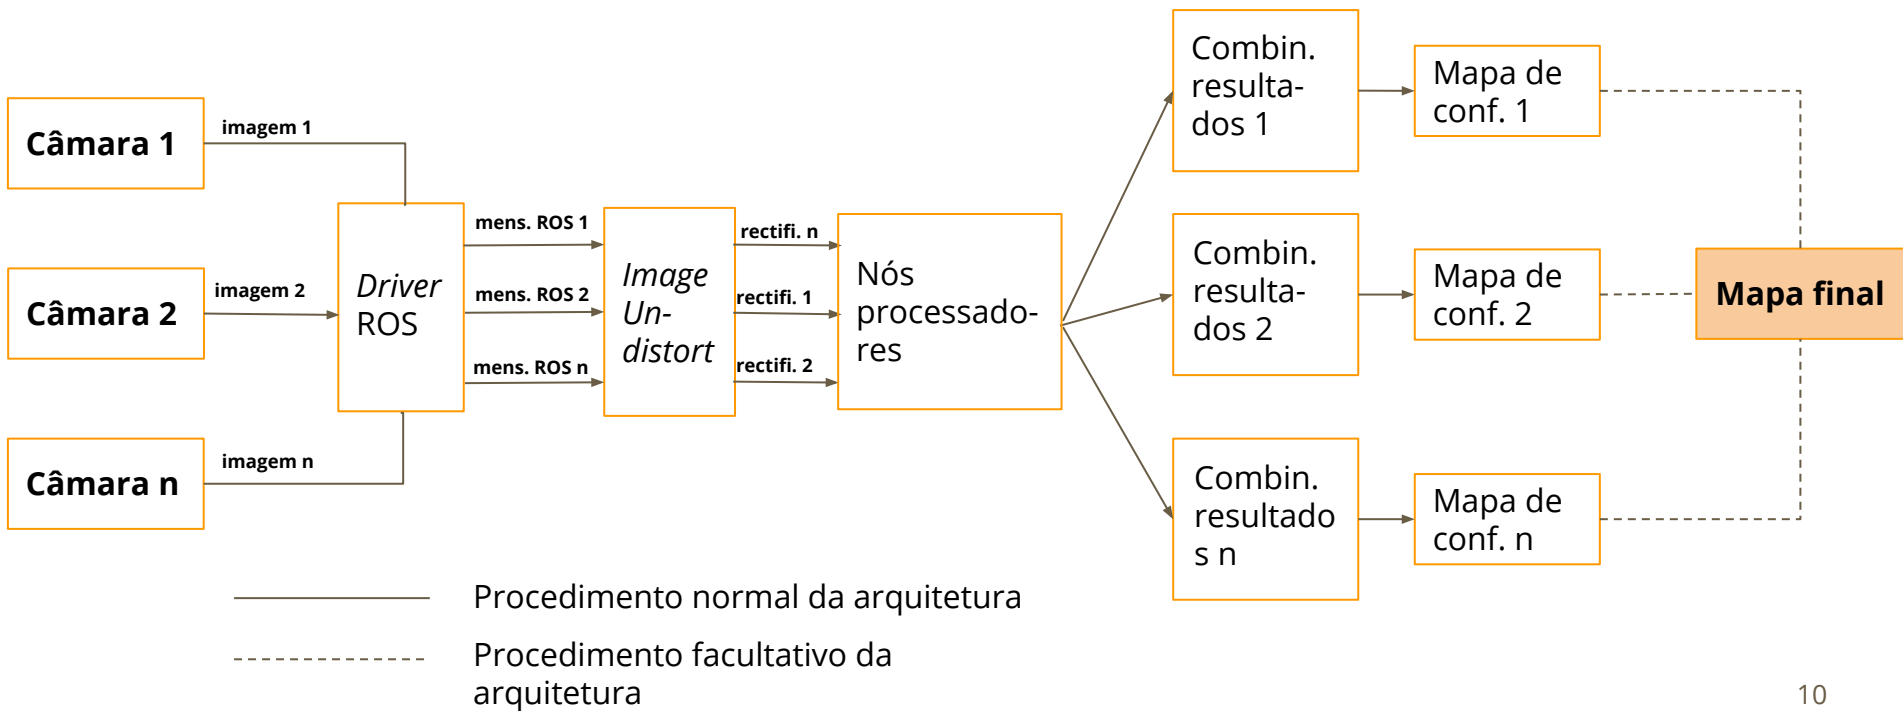 Câmara 1
imagem 1
Câmara 2
imagem 2
Câmara n
imagem n
Driver
ROS
mens. ROS 1
mens. ROS 2
mens. ROS n
Image
Un-
distort
rectifi. n
rectifi. 1
rectifi. 2
Nós
processado-
res
Combin.
resulta-
dos 1
Mapa de
conf. 1
Combin.
resulta-
dos 2
Mapa de
conf. 2
Combin.
resultado
s n
Mapa de
conf. n
Mapa final
Procedimento normal da arquitetura
Procedimento facultativo da
arquitetura
10